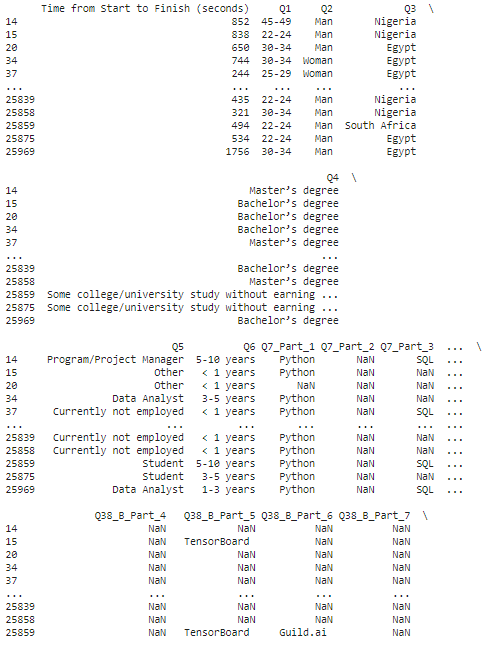 Time from Start to Finish (seconds) Q1 Q2 Q3 \
14 852 45-49 Man Nigeria
15 838 22-24 Man Nigeria
20 650 30-34 Man Egypt
34 744 30-34 Woman Egypt
37 244 25-29 Woman Egypt
... ... ... ... ...
25839 435 22-24 Man Nigeria
25858 321 30-34 Man Nigeria
25859 494 22-24 Man South Africa
25875 534 22-24 Man Egypt
25969 1756 30-34 Man Egypt
Q4 \
14 Master’s degree
15 Bachelor’s degree
20 Bachelor’s degree
34 Bachelor’s degree
37 Master’s degree
... ...
25839 Bachelor’s degree
25858 Master’s degree
25859 Some college/university study without earning ...
25875 Some college/university study without earning ...
25969 Bachelor’s degree
Q5 Q6 Q7_Part_1 Q7_Part_2 Q7_Part_3 ... \
14 Program/Project Manager 5-10 years Python NaN SQL ...
15 Other < 1 years Python NaN NaN ...
20 Other < 1 years NaN NaN NaN ...
34 Data Analyst 3-5 years Python NaN NaN ...
37 Currently not employed < 1 years Python NaN SQL ...
... ... ... ... ... ... ...
25839 Currently not employed < 1 years Python NaN NaN ...
25858 Currently not employed < 1 years Python NaN NaN ...
25859 Student 5-10 years Python NaN SQL ...
25875 Student 3-5 years Python NaN NaN ...
25969 Data Analyst 1-3 years Python NaN SQL ...
Q38_B_Part_4 Q38_B_Part_5 Q38_B_Part_6 Q38_B_Part_7 \
14 NaN NaN NaN NaN
15 NaN TensorBoard NaN NaN
20 NaN NaN NaN NaN
34 NaN NaN NaN NaN
37 NaN NaN NaN NaN
... ... ... ... ...
25839 NaN NaN NaN NaN
25858 NaN NaN NaN NaN
25859 NaN TensorBoard Guild.ai NaN